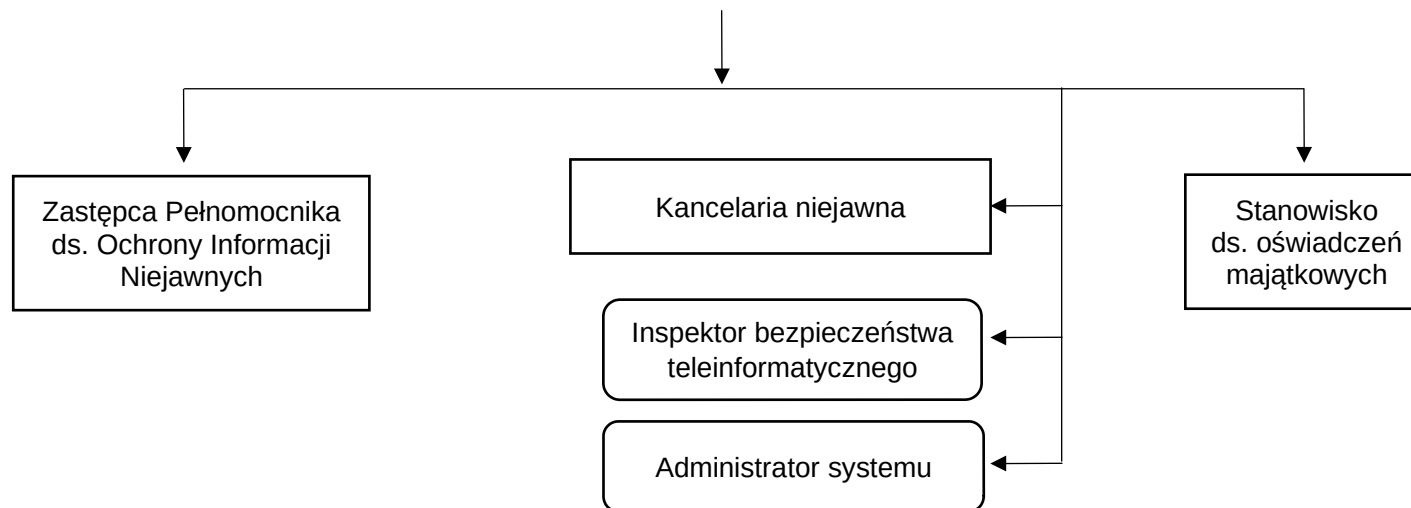 Zastępca Pełnomocnika
ds. Ochrony Informacji
Niejawnych
Kancelaria niejawna
Stanowisko
ds. oświadczeń
majątkowych
Inspektor bezpieczeństwa
teleinformatycznego
Administrator systemu